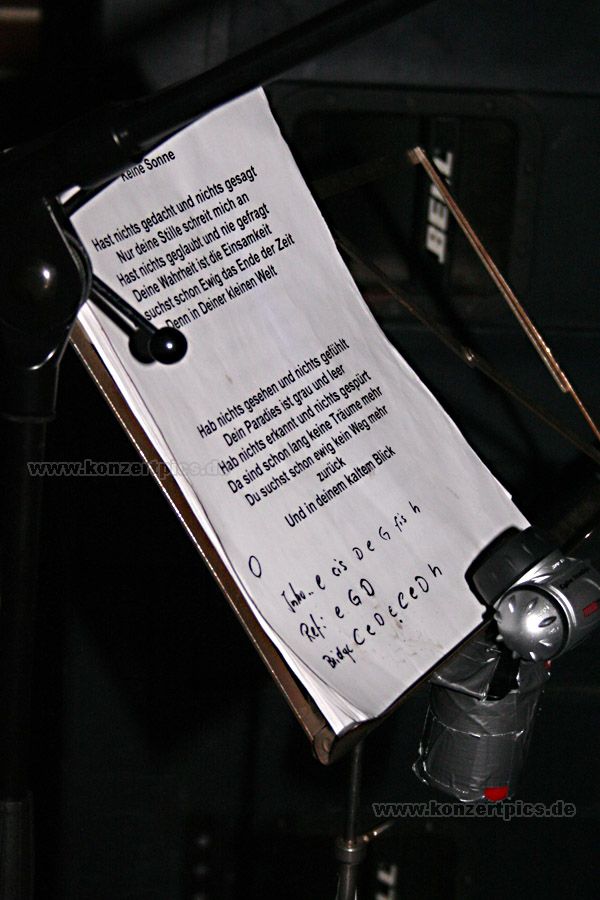 Keine Sonne
Hast nichts gedacht und nichts gesagt
Nur deine Stille schreit mich an
Hast nichts geglaubt und nie gefragt
Deine Wahrheit ist die Einsamkeit
suchst schon Ewig das Ende der Zeit
Denn in Deiner kleinen Welt
Hab nichts gesehen und nichts gefühlt
Dein Paradies ist grau und leer
Hab nichts erkannt und nichts gespürt
Da sind schon lang keine Träume mehr
Du suchst schon ewig kein Weg mehr
zurück
Und in deinem kaltem Blick
Intro.. e cis D e G fis h
Ref: e G D
Bridge C e D e C e D h
www.konzertpics.de
www.konzertpics.de